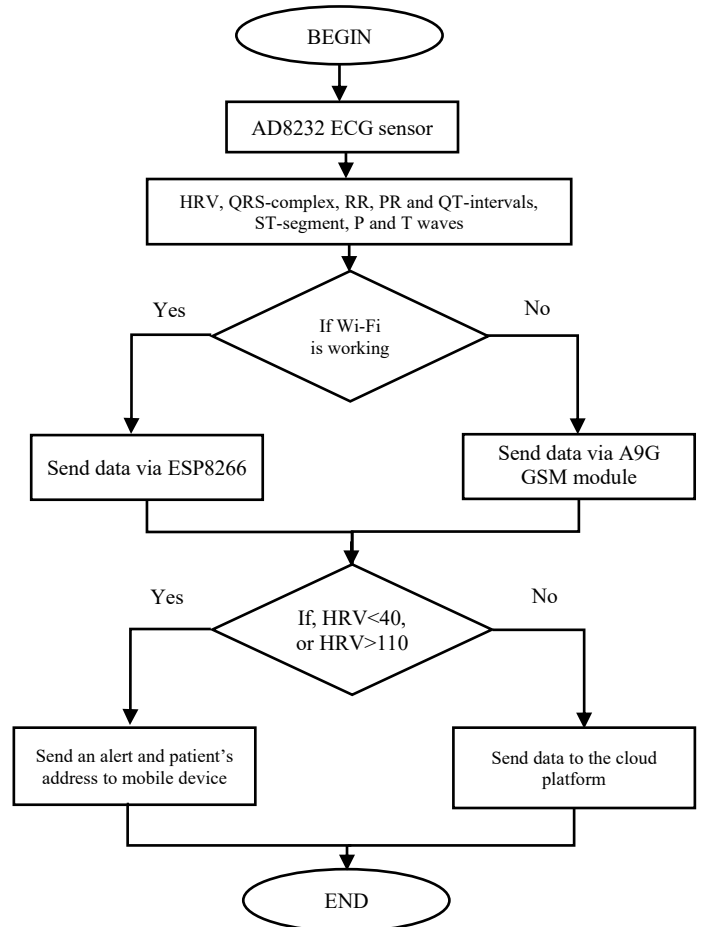 BEGIN
AD8232 ECG sensor
HRV, QRS-complex, RR, PR and QT-intervals,
ST-segment, P and T waves
Yes
No
If Wi-Fi
is working
Send data via ESP8266
Send data via A9G
GSM module
Yes
No
If, HRV<40,
or HRV>110
Send an alert and patient's
address to mobile device
Send data to the cloud
platform
END